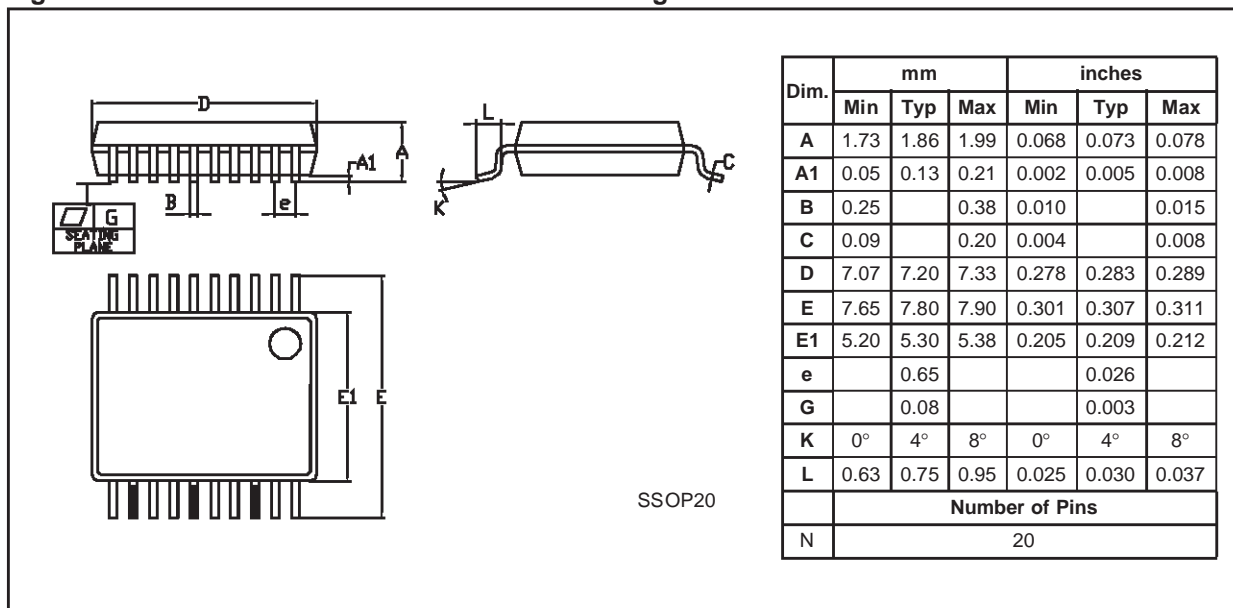 D
A
A1
B
e
G
SEATING
PLANE
L
K
C
E1
E
SSOP20
Dim. mm inches
Min Typ Max Min Typ Max
A 1.73 1.86 1.99 0.068 0.073 0.078
A1 0.05 0.13 0.21 0.002 0.005 0.008
B 0.25 0.38 0.010 0.015
C 0.09 0.20 0.004 0.008
D 7.07 7.20 7.33 0.278 0.283 0.289
E 7.65 7.80 7.90 0.301 0.307 0.311
E1 5.20 5.30 5.38 0.205 0.209 0.212
e 0.65 0.026
G 0.08 0.003
K 0° 4° 8° 0° 4° 8°
L 0.63 0.75 0.95 0.025 0.030 0.037
Number of Pins
N 20